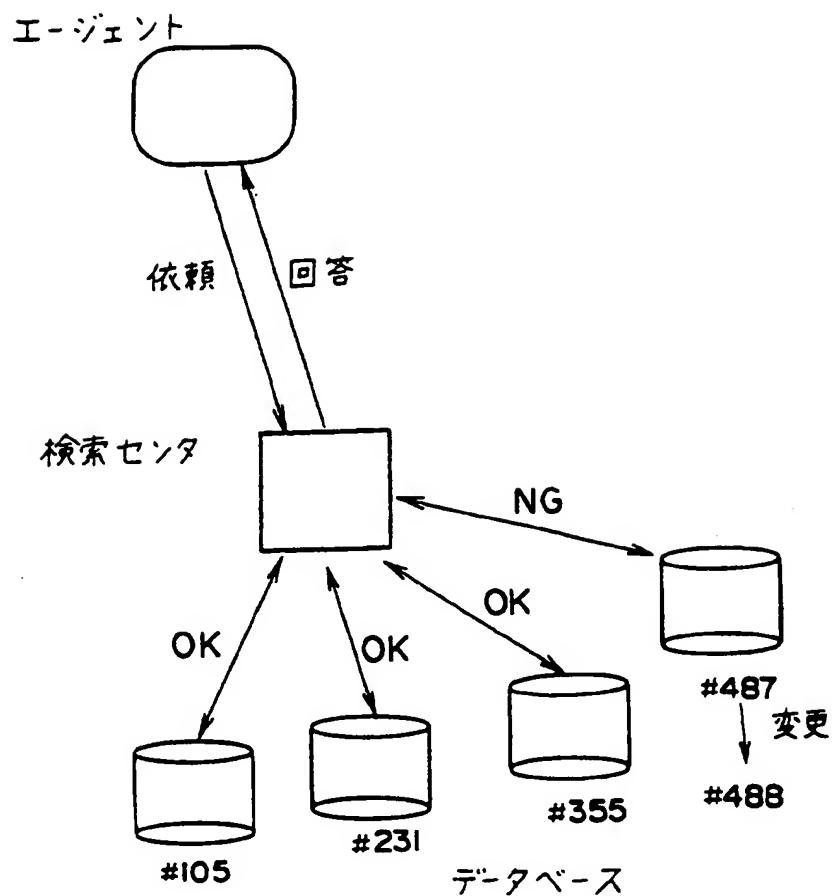 エージェント
依頼
回答
検索センタ
NG
OK
OK
OK
#487
変更
#488
#355
#231
#105
データベース